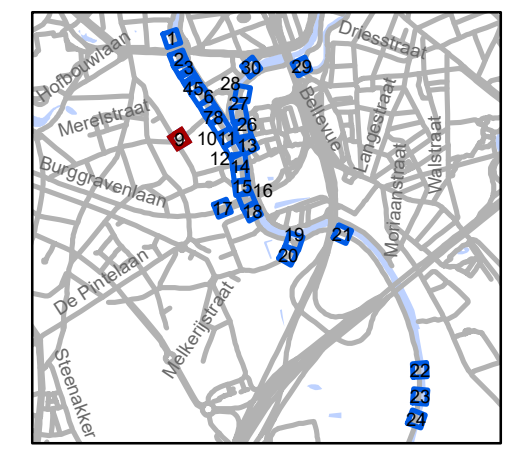 Hofbouwlaan
Driesstraat
Bellevue
Merelstraat
Langestraat
Walstraat
Burggravenlaan
Moriaanstraat
De Pintelaan
Melkerijstraat
Steenakker
1
2
3
4
5
6
7
8
9
10
11
12
13
14
15
16
17
18
19
20
21
22
23
24
26
27
28
29
30